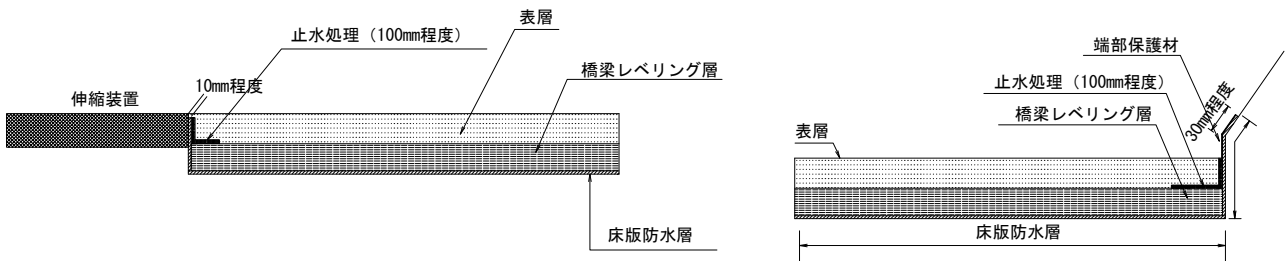 表層
止水処理（100mm程度）
橋梁レベリング層
10mm程度
伸縮装置
床版防水層
端部保護材
止水処理（100mm程度）
30mm程度
橋梁レベリング層
表層
床版防水層